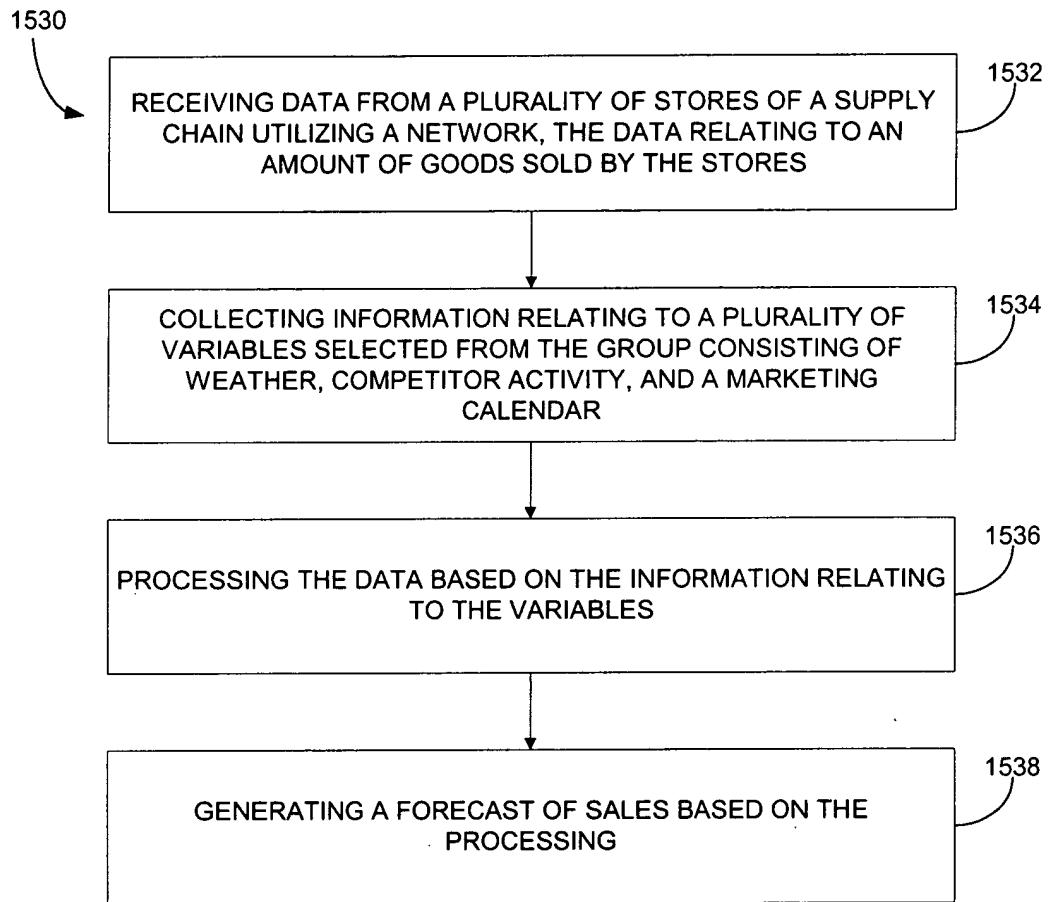 1530
1532
RECEIVING DATA FROM A PLURALITY OF STORES OF A SUPPLY
CHAIN UTILIZING A NETWORK, THE DATA RELATING TO AN
AMOUNT OF GOODS SOLD BY THE STORES
1534
COLLECTING INFORMATION RELATING TO A PLURALITY OF
VARIABLES SELECTED FROM THE GROUP CONSISTING OF
WEATHER, COMPETITOR ACTIVITY, AND A MARKETING
CALENDAR
1536
PROCESSING THE DATA BASED ON THE INFORMATION RELATING
TO THE VARIABLES
1538
GENERATING A FORECAST OF SALES BASED ON THE
PROCESSING